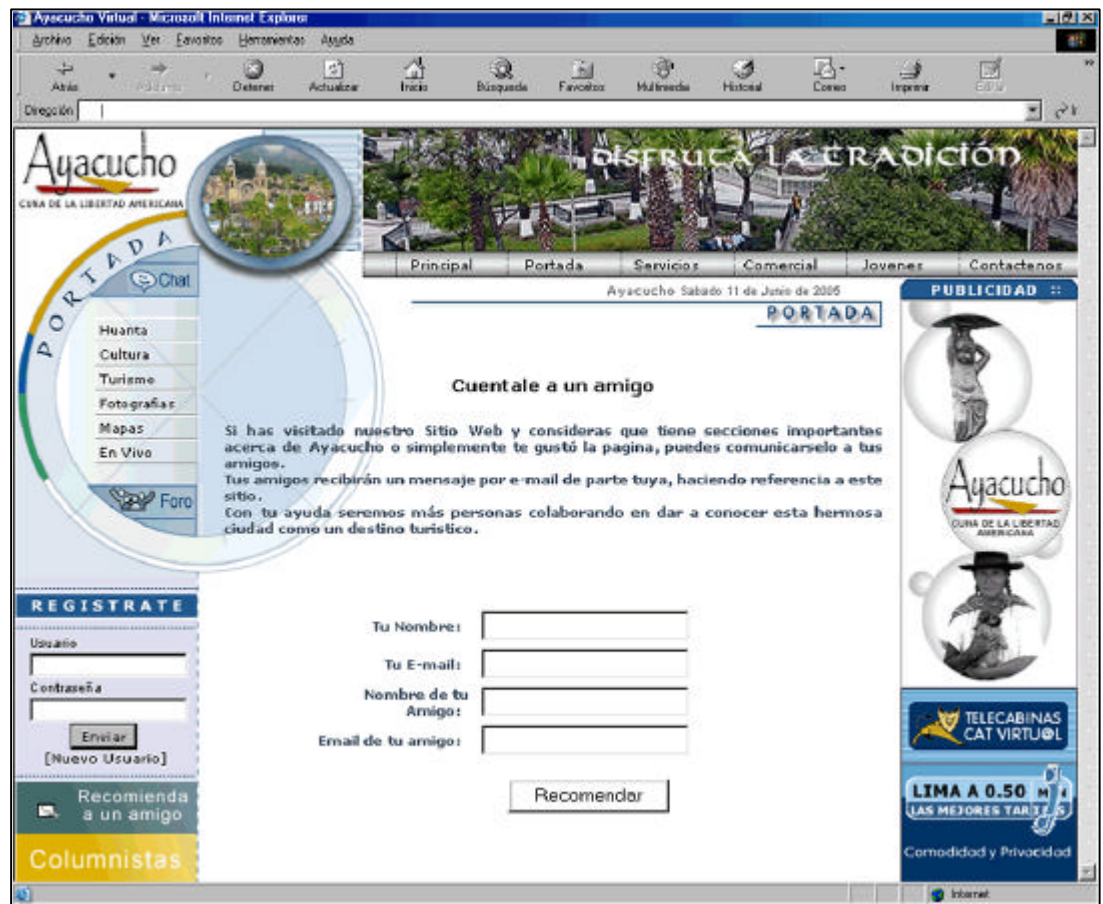 Ayacucho Virtual - Microsoft Internet Explorer
Archivo Edición Ver Favoritos Herramientas Ayuda
Atrás Detener Actualizar Inicio Búsqueda Favoritos Multimedia Historial Correo Imprimir
Dirección
Ayacucho
CUNA DE LA LIBERTAD AMERICANA
DISFRUTA LA TRADICIÓN
Principal Portada Servicios Comercial Jovenes Contactenos
Ayacucho Sabado 11 de Junio de 2005
PORTADA
PORTADA
Chat
Huanta
Cultura
Turismo
Fotografias
Mapas
En Vivo
Foro
REGISTRATE
Usuario
Contraseña
Enviar
[Nuevo Usuario]
Recomienda
a un amigo
Columnistas
Cuentale a un amigo
Si has visitado nuestro Sitio Web y consideras que tiene secciones importantes
acerca de Ayacucho o simplemente te gustó la pagina, puedes comunicarselo a tus
amigos.
Tus amigos recibirán un mensaje por e-mail de parte tuya, haciendo referencia a este
sitio.
Con tu ayuda seremos más personas colaborando en dar a conocer esta hermosa
ciudad como un destino turistico.
Tu Nombre:
Tu E-mail:
Nombre de tu
Amigo:
Email de tu amigo:
Recomendar
PUBLICIDAD ::
Ayacucho
CUNA DE LA LIBERTAD
AMERICANA
TELECABINAS
CAT VIRTU@L
LIMA A 0.50
LAS MEJORES
Comodidad y Privacidad
Internet